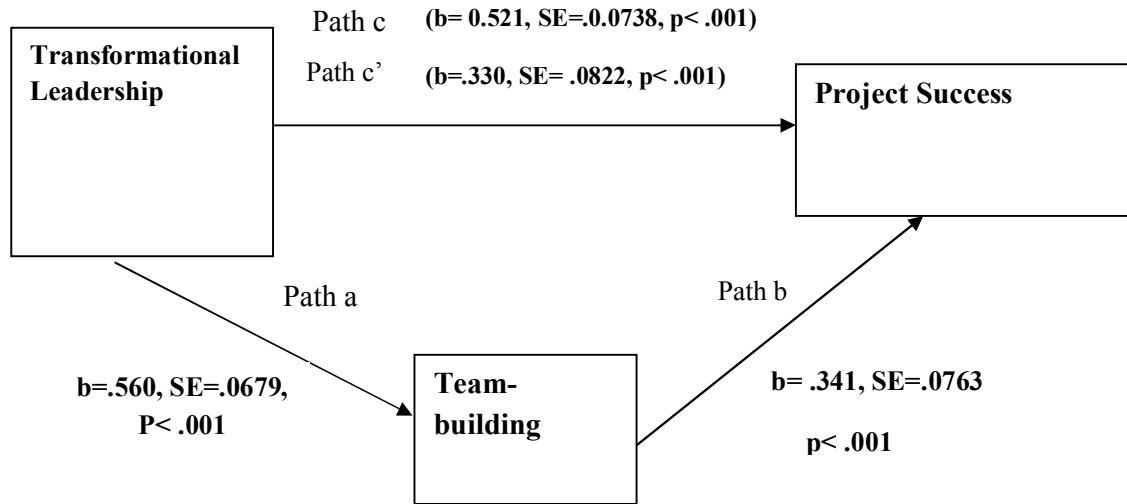 Path c (b= 0.521, SE=.0.0738, p< .001)
Transformational
Leadership
Path c’ (b=.330, SE= .0822, p< .001)
Project Success
Path a
Path b
b=.560, SE=.0679,
P< .001
Team-
building
b= .341, SE=.0763
p< .001